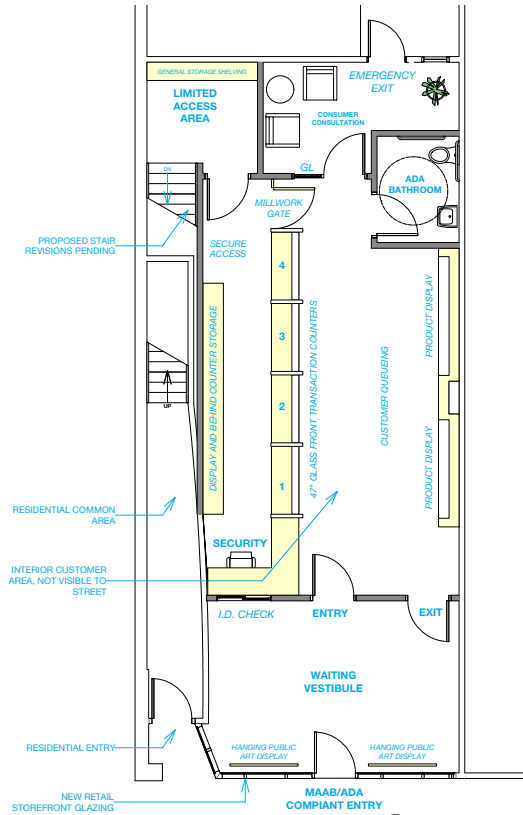 GENERAL STORAGE SHELVING
LIMITED
ACCESS
AREA
EMERGENCY
EXIT
CONSUMER
CONSULTATION
GL
ADA
BATHROOM
DN
MILLWORK
GATE
PROPOSED STAIR
REVISIONS PENDING
SECURE
ACCESS
4
3
2
1
DISPLAY AND BEHIND COUNTER STORAGE
47" GLASS FRONT TRANSACTION COUNTERS
CUSTOMER QUEUEING
PRODUCT DISPLAY
PRODUCT DISPLAY
UP
RESIDENTIAL COMMON
AREA
SECURITY
INTERIOR CUSTOMER
AREA, NOT VISIBLE TO
STREET
I.D. CHECK
ENTRY
EXIT
WAITING
VESTIBULE
RESIDENTIAL ENTRY
HANGING PUBLIC
ART DISPLAY
HANGING PUBLIC
ART DISPLAY
NEW RETAIL
STOREFRONT GLAZING
MAAB/ADA
COMPIANT ENTRY